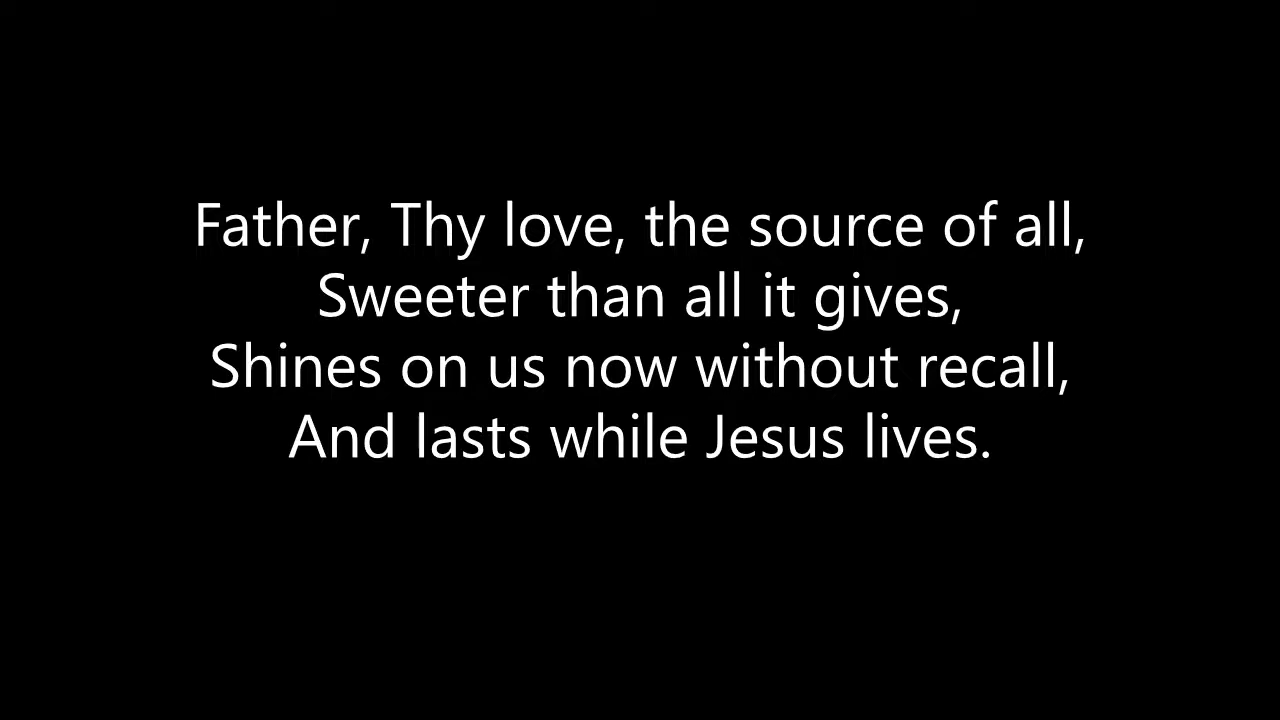 Father, Thy love, the source of all,
Sweeter than all it gives,
Shines on us now without recall,
And lasts while Jesus lives.